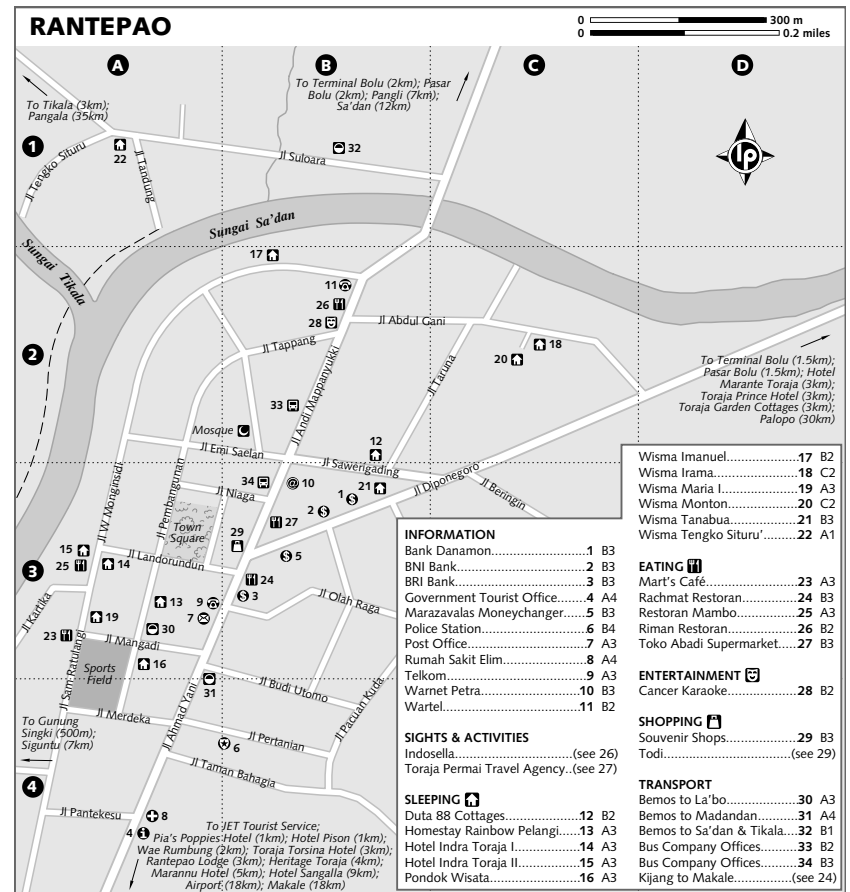 RANTEPAO
0 300 m
0 0.2 miles
A B C D
To Tikala (3km);
Pangala (35km)
To Terminal Bolu (2km); Pasar
Bolu (2km); Pangli (7km);
Sa'dan (12km)
1
22
32
Jl Suloara
Jl Tengko Situru
Jl Tandung
lp
Sungai Sa'dan
Sungai Tikala
17
11
26
28
Jl Abdul Gani
18
20
2
Jl Tappang
Jl Andi Mappanyukki
Jl Taruna
To Terminal Bolu (1.5km);
Pasar Bolu (1.5km); Hotel
Marante Toraja (3km);
Toraja Prince Hotel (3km);
Toraja Garden Cottages (3km);
Palopo (30km)
33
Mosque
12
Jl Emi Saelan
Jl Sawerigading
Jl Diponegoro
Jl Beringin
34
10
21
1
2
Jl Niaga
Jl W Monginsidi
Jl Pembangunan
Town
Square
27
29
5
3
15
25
14
Jl Landorundun
24
3
Jl Kartika
13
9
7
Jl Olah Raga
19
30
23
Jl Mangadi
16
Sports
Field
Jl Sam Ratulangi
31
Jl Budi Utomo
Jl Pacuan Kuda
Jl Ahmad Yani
Jl Merdeka
Jl Pertanian
6
To Gunung
Singki (500m);
Siguntu (7km)
4
Jl Taman Bahagia
Jl Pantekesu
8
4
To JET Tourist Service;
Pia's Poppies Hotel (1km); Hotel Pison (1km);
Wae Rumbung (2km); Toraja Torsina Hotel (3km);
Rantepao Lodge (3km); Heritage Toraja (4km);
Marannu Hotel (5km); Hotel Sangalla (9km);
Airport (18km); Makale (18km)
INFORMATION
Bank Danamon 1 B3
BNI Bank 2 B3
BRI Bank 3 B3
Government Tourist Office 4 A4
Marazavalas Moneychanger 5 B3
Police Station 6 B4
Post Office 7 A3
Rumah Sakit Elim 8 A4
Telkom 9 A3
Warnet Petra 10 B3
Wartel 11 B2
SIGHTS & ACTIVITIES
Indosella (see 26)
Toraja Permai Travel Agency..(see 27)
SLEEPING
Duta 88 Cottages 12 B2
Homestay Rainbow Pelangi 13 A3
Hotel Indra Toraja I 14 A3
Hotel Indra Toraja II 15 A3
Pondok Wisata 16 A3
Wisma Imanuel 17 B2
Wisma Irama 18 C2
Wisma Maria I 19 A3
Wisma Monton 20 C2
Wisma Tanabua 21 B3
Wisma Tengko Situru' 22 A1
EATING
Mart's Café 23 A3
Rachmat Restoran 24 B3
Restoran Mambo 25 A3
Riman Restoran 26 B2
Toko Abadi Supermarket 27 B3
ENTERTAINMENT
Cancer Karaoke 28 B2
SHOPPING
Souvenir Shops 29 B3
Todi (see 29)
TRANSPORT
Bemos to La'bo 30 A3
Bemos to Madandan 31 A4
Bemos to Sa'dan & Tikala 32 B1
Bus Company Offices 33 B2
Bus Company Offices 34 B3
Kijang to Makale (see 24)